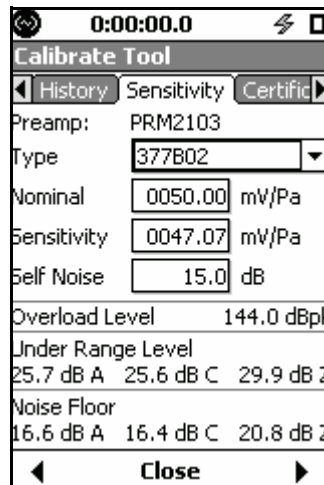 0:00:00.0
Calibrate Tool
History Sensitivity Certific
Preamp: PRM2103
Type 377B02
Nominal 0050.00 mV/Pa
Sensitivity 0047.07 mV/Pa
Self Noise 15.0 dB
Overload Level 144.0 dBpk
Under Range Level
25.7 dB A 25.6 dB C 29.9 dB Z
Noise Floor
16.6 dB A 16.4 dB C 20.8 dB Z
Close